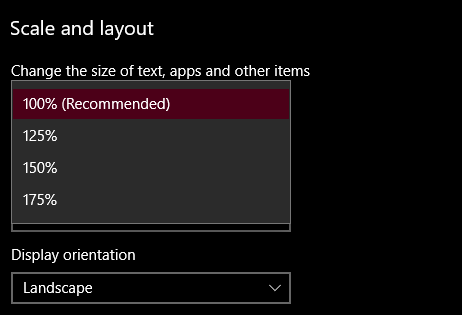 Scale and layout
Change the size of text, apps and other items
100% (Recommended)
125%
150%
175%
Display orientation
Landscape